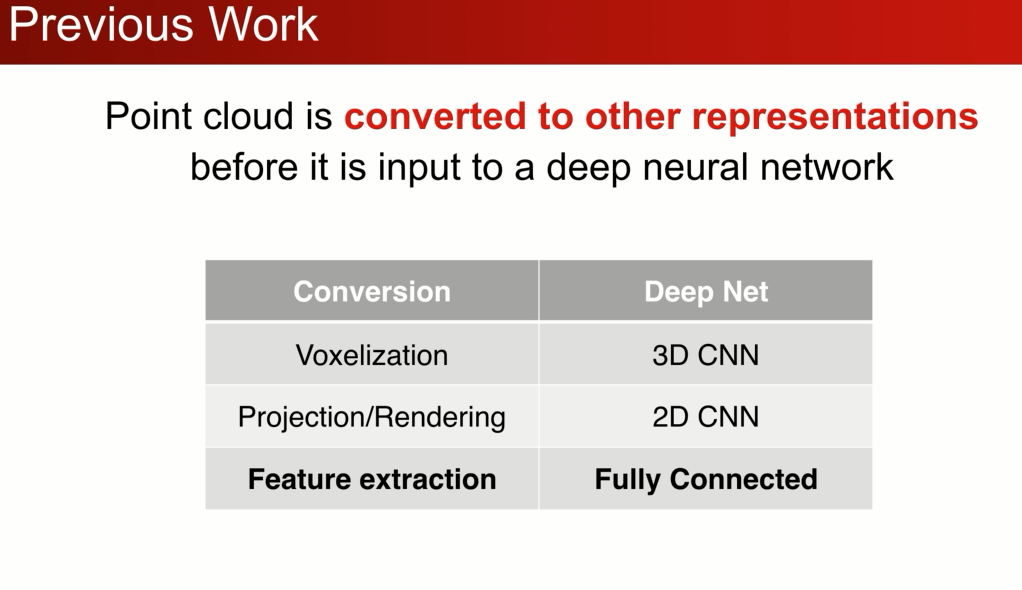 Previous Work
Point cloud is converted to other representations
before it is input to a deep neural network
Conversion Deep Net
Voxelization 3D CNN
Projection/Rendering 2D CNN
Feature extraction Fully Connected